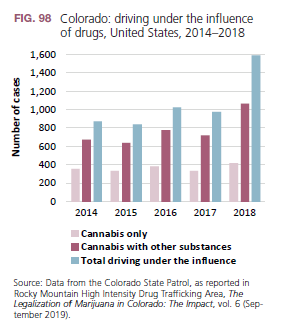 FIG. 98 Colorado: driving under the influence
of drugs, United States, 2014–2018
Number of cases
1,600
1,400
1,200
1,000
800
600
400
200
0
2014 2015 2016 2017 2018
Cannabis only
Cannabis with other substances
Total driving under the influence
Source: Data from the Colorado State Patrol, as reported in
Rocky Mountain High Intensity Drug Trafficking Area, The
Legalization of Marijuana in Colorado: The Impact, vol. 6 (Sep-
tember 2019).